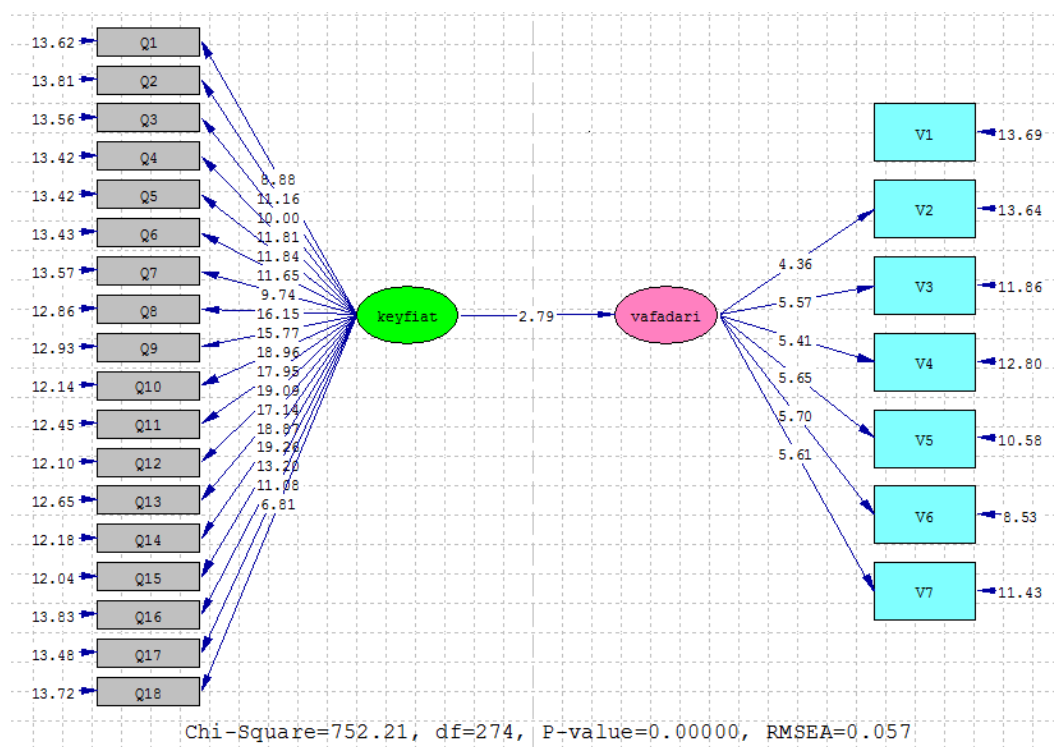 13.62 Q1
13.81 Q2
13.56 Q3
13.42 Q4
13.42 Q5
13.43 Q6
13.57 Q7
12.86 Q8
12.93 Q9
12.14 Q10
12.45 Q11
12.10 Q12
12.65 Q13
12.18 Q14
12.04 Q15
13.83 Q16
13.48 Q17
13.72 Q18
8.88
11.16
10.00
11.81
11.84
11.65
9.74
16.15
15.77
18.96
17.95
19.09
17.14
18.87
19.26
13.20
11.08
6.81
keyfiat
2.79
vafadari
4.36
5.57
5.41
5.65
5.70
5.61
V1 13.69
V2 13.64
V3 11.86
V4 12.80
V5 10.58
V6 8.53
V7 11.43
Chi-Square=752.21, df=274, P-value=0.00000, RMSEA=0.057